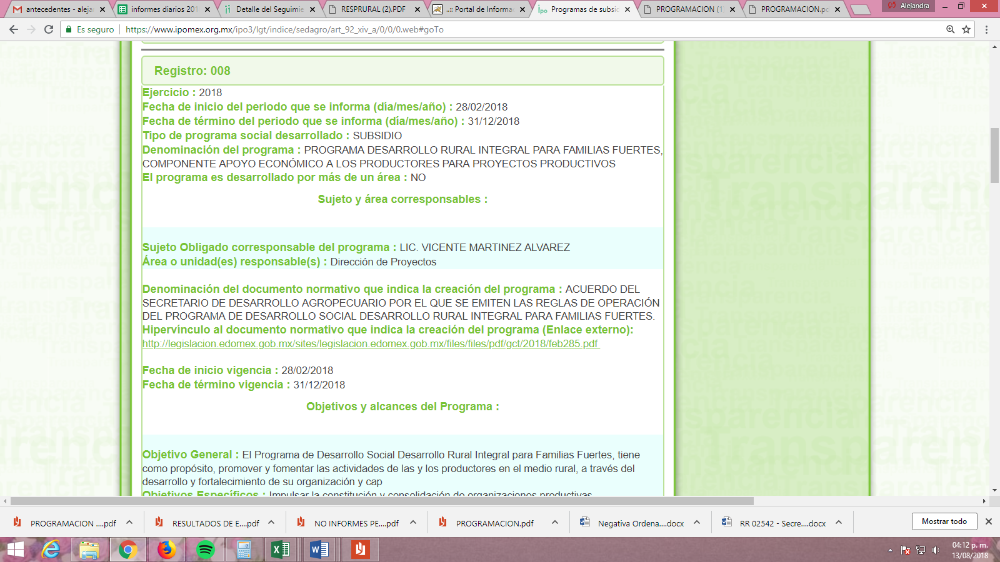 antecedentes - aleja
informes diarios 201
Detalle del Seguimie
RESPRURAL (2).PDF
..:: Portal de Informac
Programas de subsid
PROGRAMACION (1
PROGRAMACION.pd
Alejandra
Es seguro
https://www.ipomex.org.mx/ipo3/lgt/indice/sedagro/art_92_xiv_a/0/0/0.web#goTo
Registro: 008
Ejercicio : 2018
Fecha de inicio del periodo que se informa (día/mes/año) : 28/02/2018
Fecha de término del periodo que se informa (día/mes/año) : 31/12/2018
Tipo de programa social desarrollado : SUBSIDIO
Denominación del programa : PROGRAMA DESARROLLO RURAL INTEGRAL PARA FAMILIAS FUERTES,
COMPONENTE APOYO ECONÓMICO A LOS PRODUCTORES PARA PROYECTOS PRODUCTIVOS
El programa es desarrollado por más de un área : NO
Sujeto y área corresponsables :
Sujeto Obligado corresponsable del programa : LIC. VICENTE MARTINEZ ALVAREZ
Área o unidad(es) responsable(s) : Dirección de Proyectos
Denominación del documento normativo que indica la creación del programa : ACUERDO DEL
SECRETARIO DE DESARROLLO AGROPECUARIO POR EL QUE SE EMITEN LAS REGLAS DE OPERACIÓN
DEL PROGRAMA DE DESARROLLO SOCIAL DESARROLLO RURAL INTEGRAL PARA FAMILIAS FUERTES.
Hipervínculo al documento normativo que indica la creación del programa (Enlace externo):
http://legislacion.edomex.gob.mx/sites/legislacion.edomex.gob.mx/files/files/pdf/gct/2018/feb285.pdf
Fecha de inicio vigencia : 28/02/2018
Fecha de término vigencia : 31/12/2018
Objetivos y alcances del Programa :
Objetivo General : El Programa de Desarrollo Social Desarrollo Rural Integral para Familias Fuertes, tiene
como propósito, promover y fomentar las actividades de las y los productores en el medio rural, a través del
desarrollo y fortalecimiento de su organización y cap
Objetivos Específicos : Impulsar la constitución y consolidación de organizaciones productivas
PROGRAMACION ....pdf
RESULTADOS DE E....pdf
NO INFORMES PE....pdf
PROGRAMACION.pdf
Negativa Ordena....docx
RR 02542 - Secre....docx
Mostrar todo
04:12 p. m.
13/08/2018